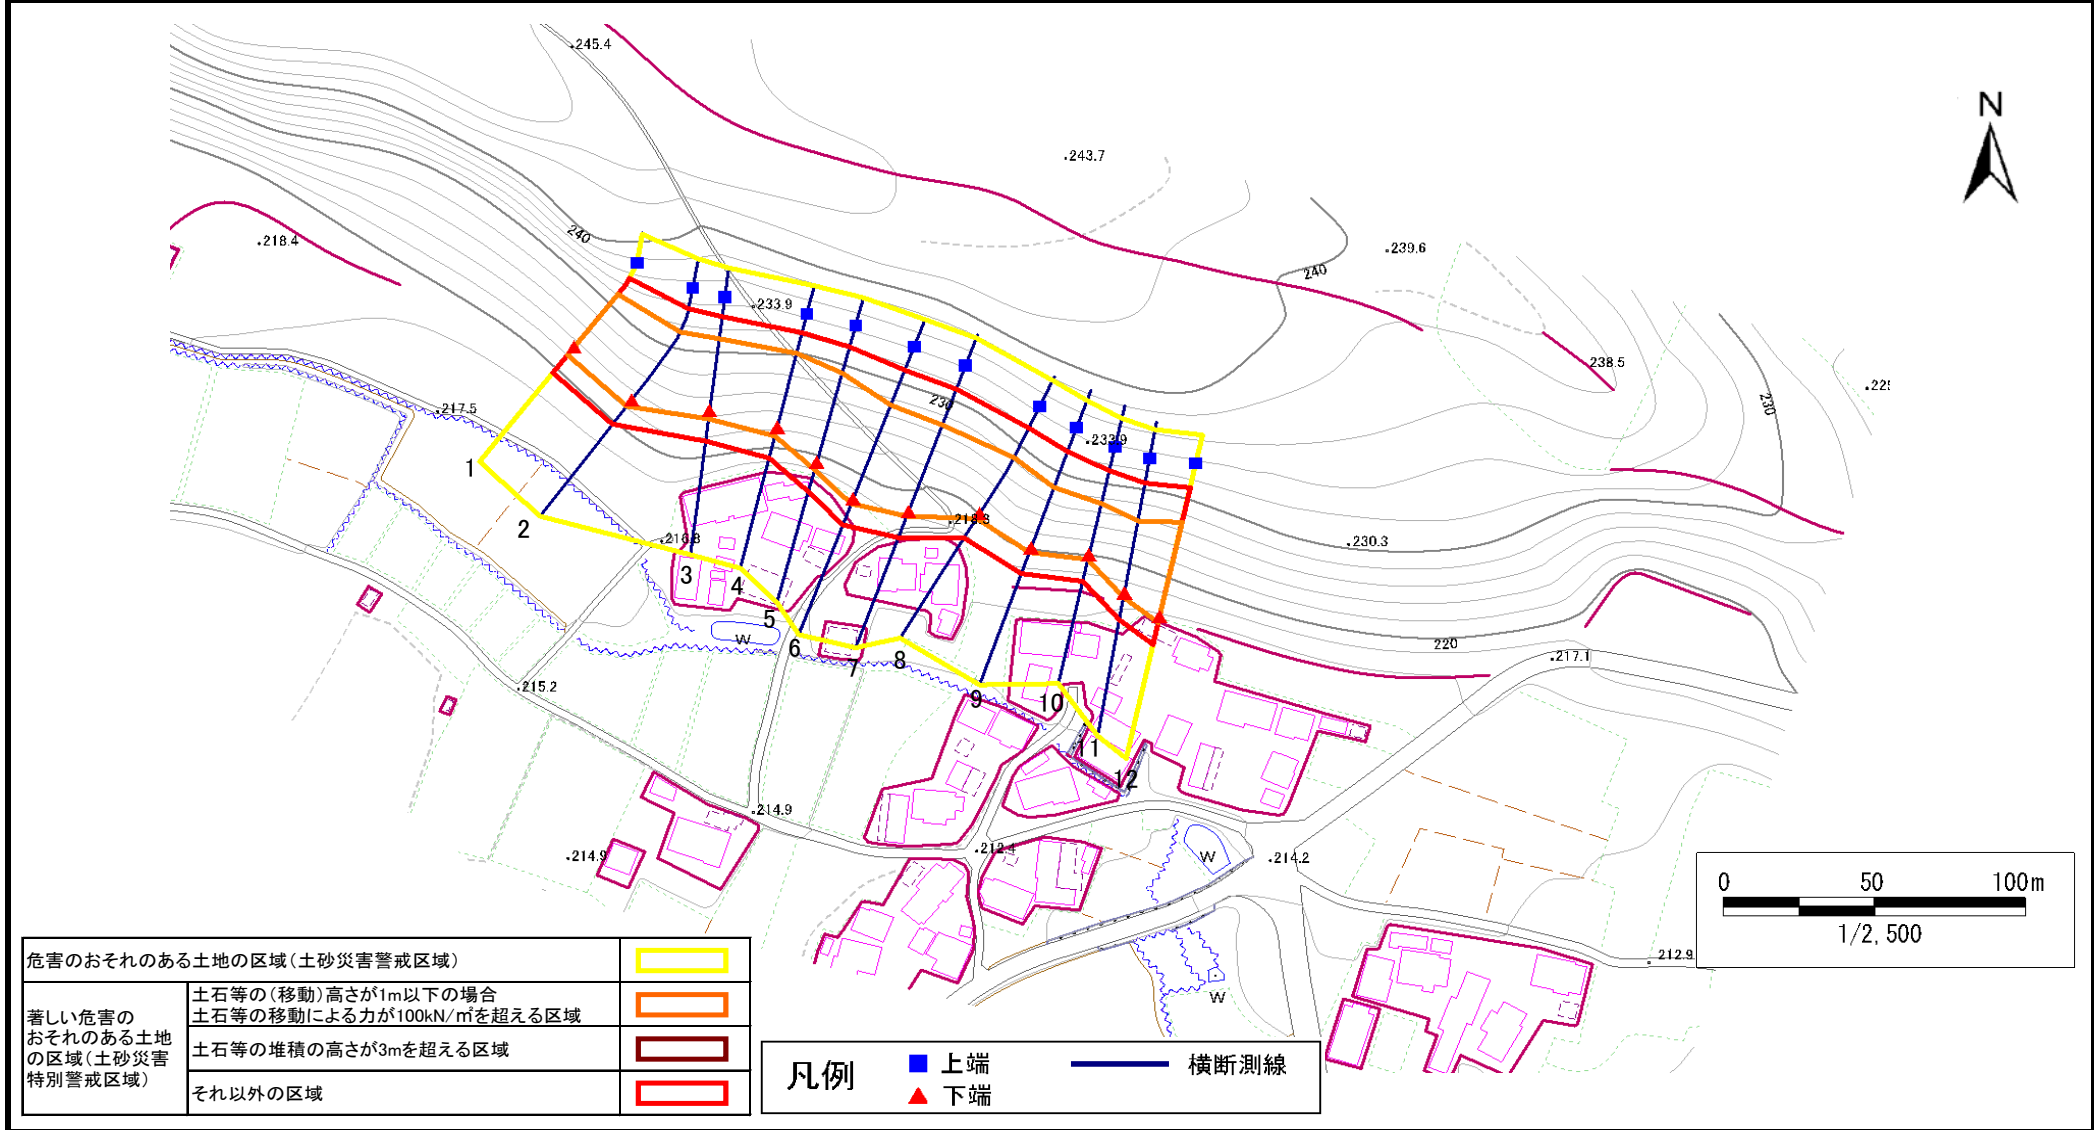 .245.4
.243.7
N
.218.4
240
.239.6
240
.233.9
238.5
230
230
.217.5
.233.9
1
2
.218.3
.230.3
3
4
5
6
7
8
9
10
11
12
W
220
.217.1
.215.2
.214.9
.214.9
.212.4
W
.214.2
W
.212.9
0 50 100m
1/2,500
危害のおそれのある土地の区域(土砂災害警戒区域)
著しい危害の
おそれのある土地
の区域(土砂災害
特別警戒区域)
土石等の(移動)高さが1m以下の場合
土石等の移動による力が100kN/㎡を超える区域
土石等の堆積の高さが3mを超える区域
それ以外の区域
凡例
上端
下端
横断測線